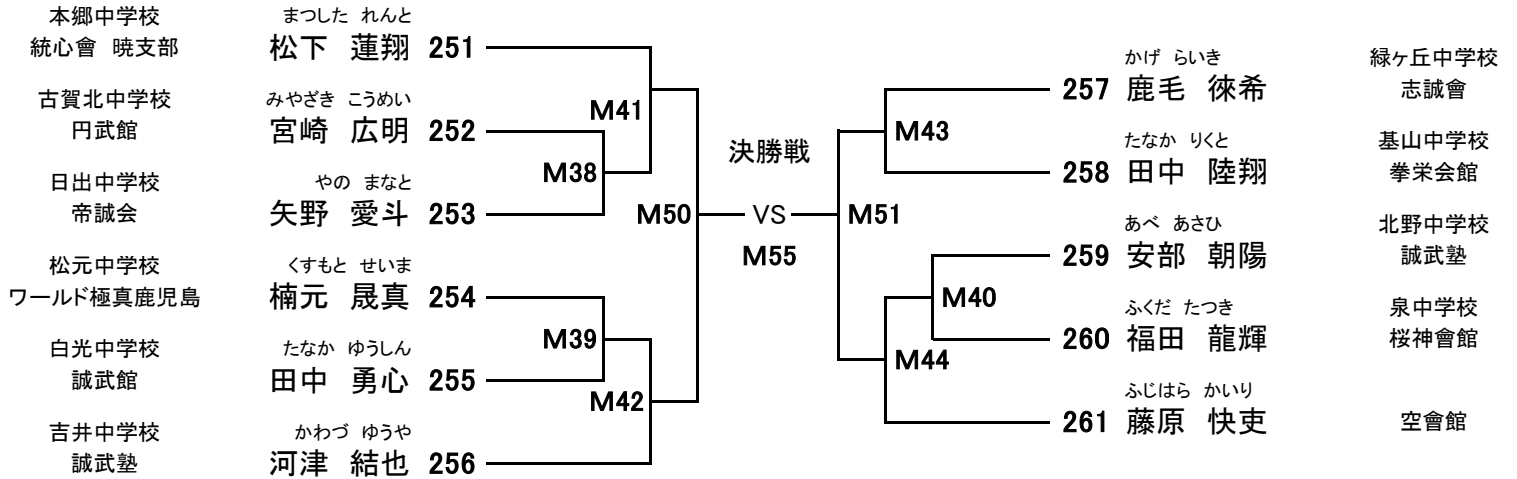 本郷中学校
統心會 暁支部
まつした れんと
松下 蓮翔 251
古賀北中学校
円武館
みやざき こうめい
宮崎 広明 252
日出中学校
帝誠会
やの まなと
矢野 愛斗 253
松元中学校
ワールド極真鹿児島
くすもと せいま
楠元 晟真 254
白光中学校
誠武館
たなか ゆうしん
田中 勇心 255
吉井中学校
誠武塾
かわづ ゆうや
河津 結也 256
M41
M38
M50
M39
M42
決勝戦
VS
M55
M43
M51
M40
M44
かげ らいき
257 鹿毛 徠希
緑ヶ丘中学校
志誠會
たなか りくと
258 田中 陸翔
基山中学校
拳栄会館
あべ あさひ
259 安部 朝陽
北野中学校
誠武塾
ふくだ たつき
260 福田 龍輝
泉中学校
桜神會館
ふじはら かいり
261 藤原 快吏
空會館